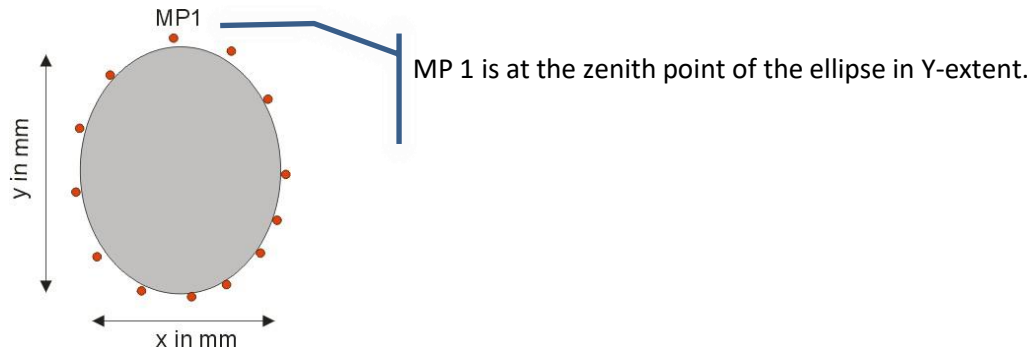 MP1
MP 1 is at the zenith point of the ellipse in Y-extent.
y in mm
x in mm